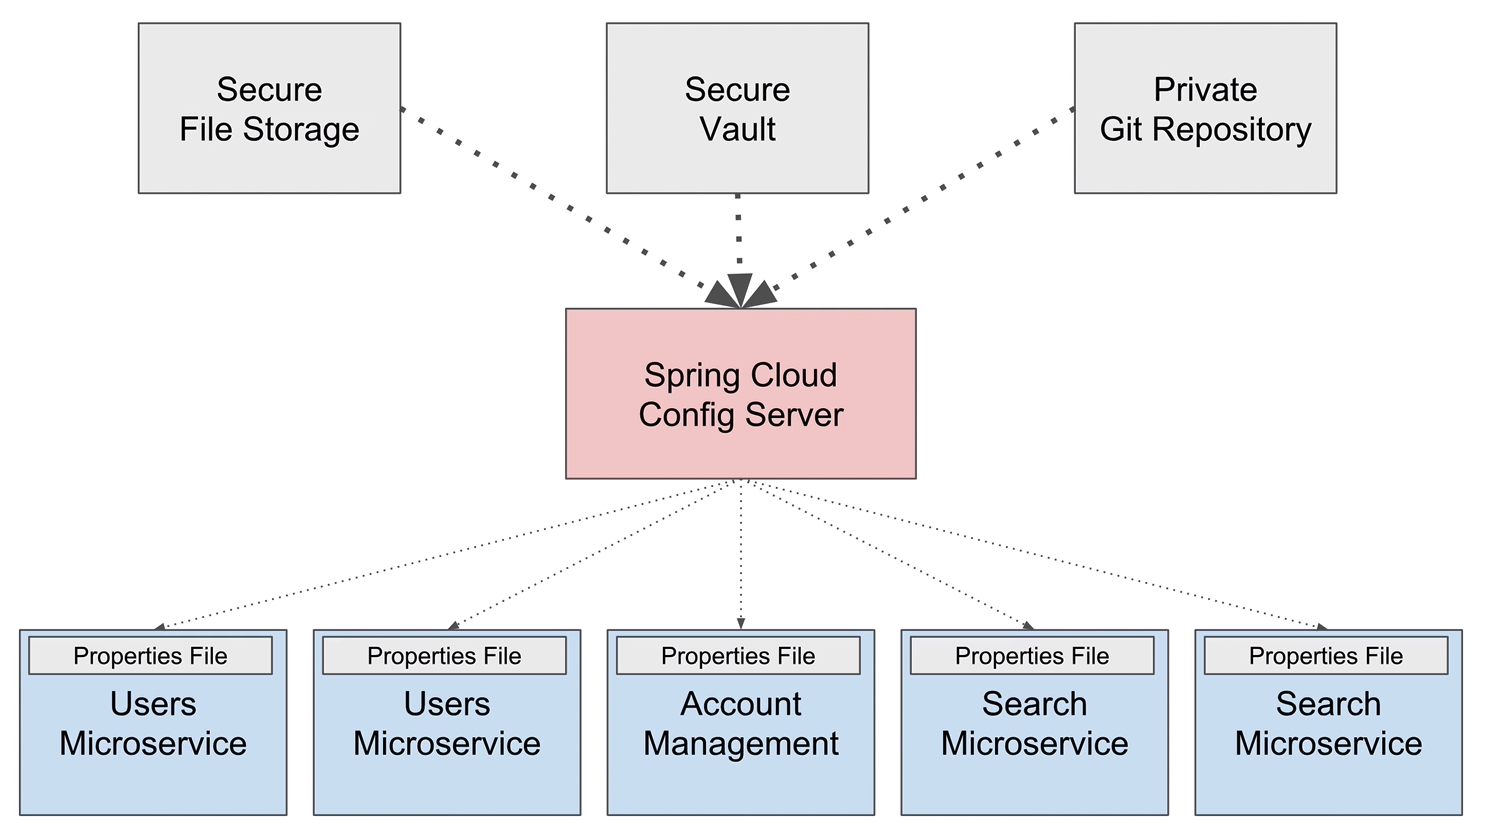 Secure
File Storage
Secure
Vault
Private
Git Repository
Spring Cloud
Config Server
Properties File
Users
Microservice
Properties File
Users
Microservice
Properties File
Account
Management
Properties File
Search
Microservice
Properties File
Search
Microservice